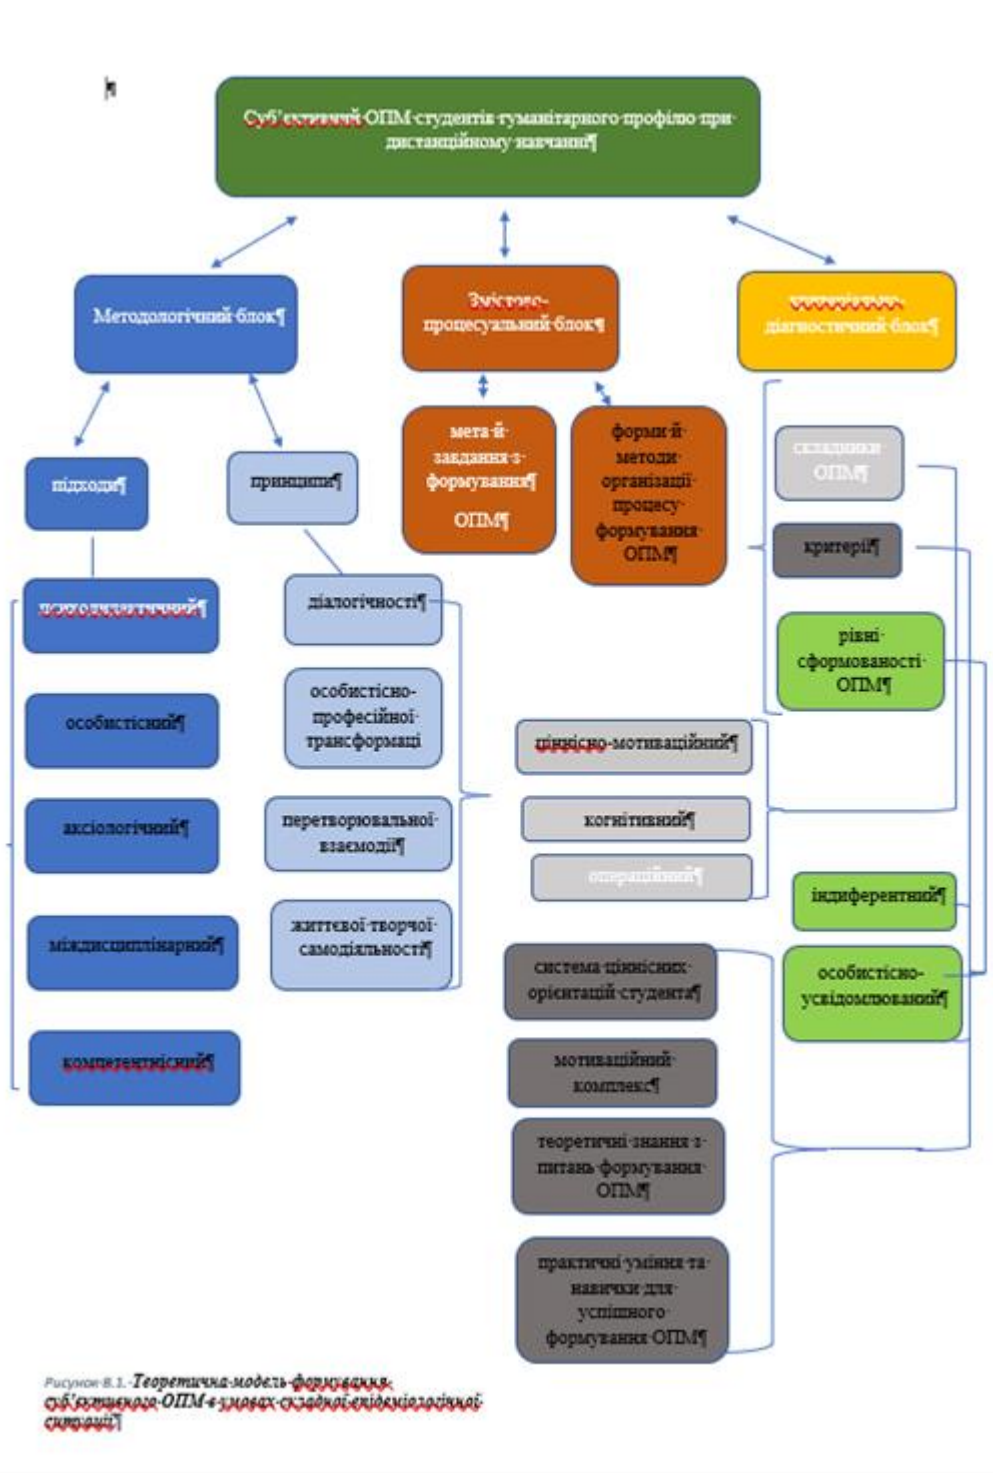 Суб’єктивний ОПМ студентів гуманітарного профілю при
дистанційному навчанні¶
Методологічний блок¶
Змістово-
процесуальний блок¶
критеріально-
діагностичний блок¶
підходи¶
принципи¶
мета й
завдання з
формування¶
ОПМ¶
форми й
методи
організації
процесу
формування
ОПМ¶
складники
ОПМ¶
критерії¶
рівні
сформованості
ОПМ¶
психодидактичний¶
особистісний¶
аксіологічний¶
міждисциплінарний¶
компетентнісний¶
діалогічності¶
особистісно-
професійної
трансформаці
перетворювальної
взаємодії¶
життєвої творчої
самодіяльності¶
ціннісно-мотиваційний¶
когнітивний¶
операційний¶
індиферентний¶
особистісно-
усвідомлюваний¶
система ціннісних
орієнтацій студента¶
мотиваційний
комплекс¶
теоретичні знання з
питань формування
ОПМ¶
практичні уміння та
навички для
успішного
формування ОПМ¶
Рисунок В.1. Теоретична модель формування
суб’єктивного ОПМ в умовах складної епідеміологічної
ситуації¶